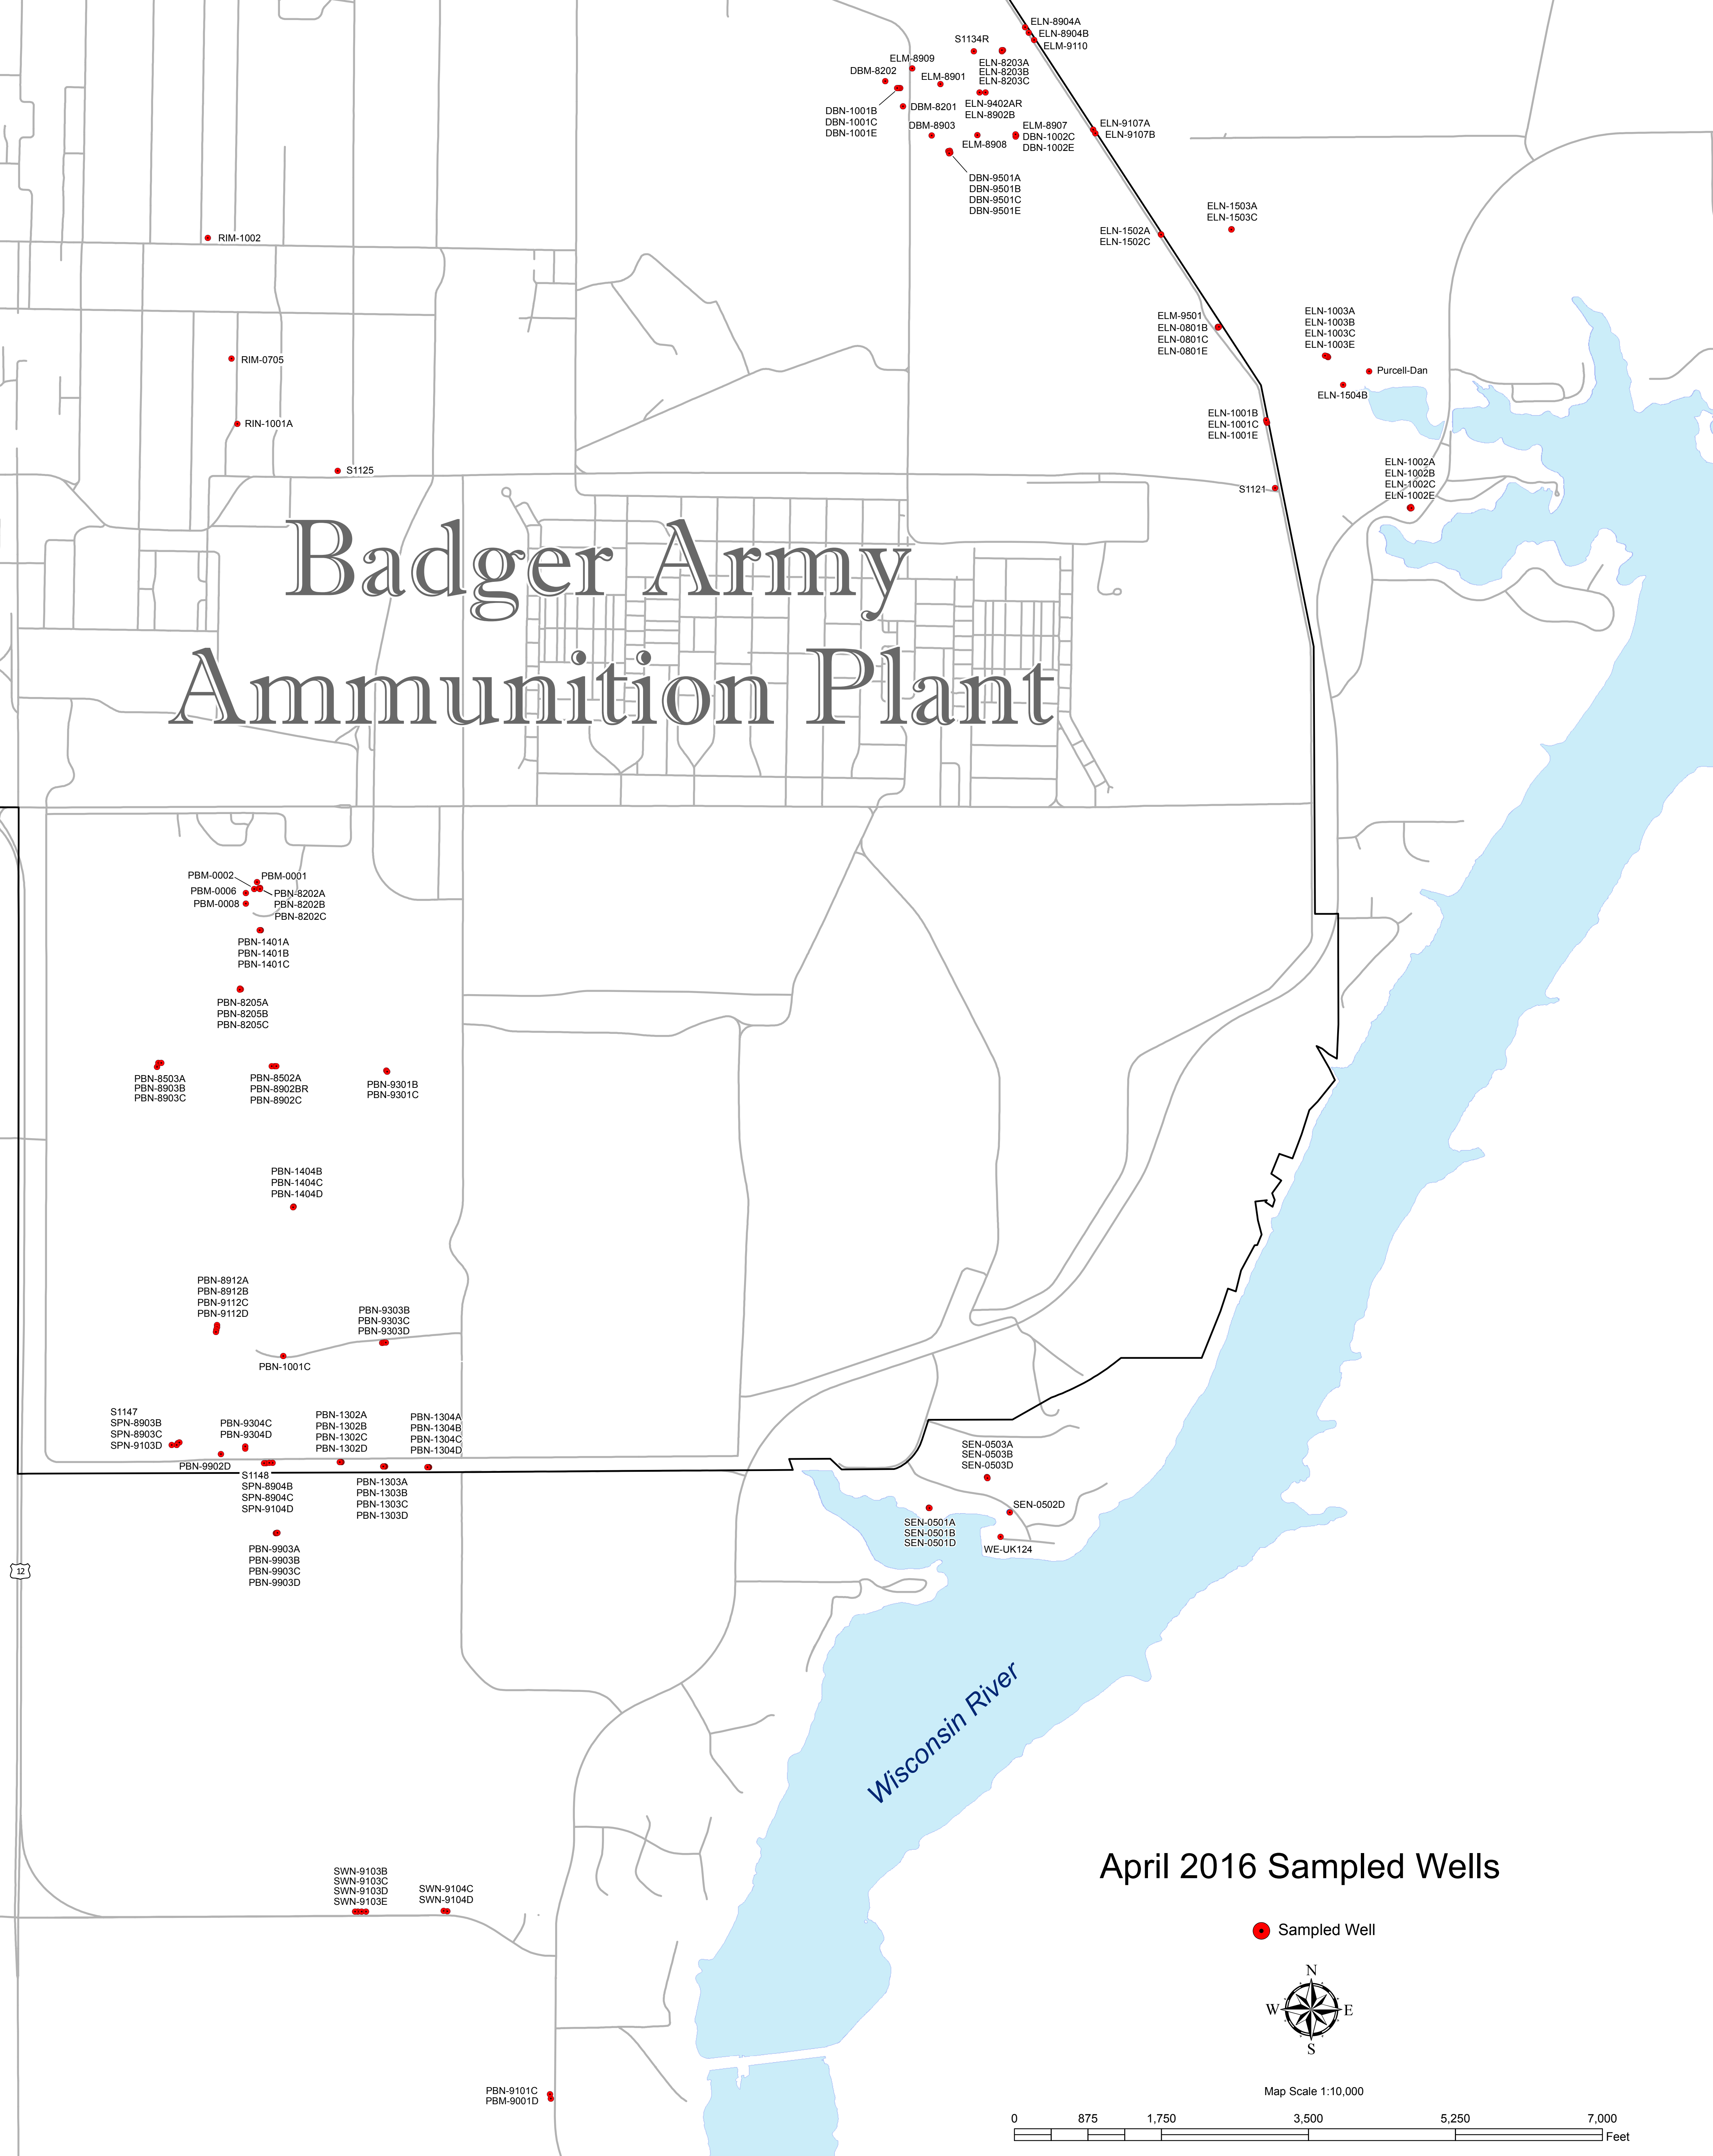 ELN-8904A
ELN-8904B
ELM-9110
S1134R
ELN-8203A
ELN-8203B
ELN-8203C
ELM-8909
DBM-8202
ELM-8901
DBN-1001B
DBN-1001C
DBN-1001E
DBM-8201
ELN-9402AR
ELN-8902B
DBM-8903
ELM-8908
ELM-8907
DBN-1002C
DBN-1002E
ELN-9107A
ELN-9107B
DBN-9501A
DBN-9501B
DBN-9501C
DBN-9501E
ELN-1503A
ELN-1503C
ELN-1502A
ELN-1502C
RIM-1002
ELM-9501
ELN-0801B
ELN-0801C
ELN-0801E
ELN-1003A
ELN-1003B
ELN-1003C
ELN-1003E
RIM-0705
Purcell-Dan
ELN-1504B
RIN-1001A
ELN-1001B
ELN-1001C
ELN-1001E
S1125
ELN-1002A
ELN-1002B
ELN-1002C
ELN-1002E
S1121
Badger Army
Ammunition Plant
PBM-0002
PBM-0001
PBM-0006
PBM-0008
PBN-8202A
PBN-8202B
PBN-8202C
PBN-1401A
PBN-1401B
PBN-1401C
PBN-8205A
PBN-8205B
PBN-8205C
PBN-8503A
PBN-8903B
PBN-8903C
PBN-8502A
PBN-8902BR
PBN-8902C
PBN-9301B
PBN-9301C
PBN-1404B
PBN-1404C
PBN-1404D
PBN-8912A
PBN-8912B
PBN-9112C
PBN-9112D
PBN-9303B
PBN-9303C
PBN-9303D
PBN-1001C
S1147
SPN-8903B
SPN-8903C
SPN-9103D
PBN-9304C
PBN-9304D
PBN-1302A
PBN-1302B
PBN-1302C
PBN-1302D
PBN-1304A
PBN-1304B
PBN-1304C
PBN-1304D
PBN-9902D
S1148
SPN-8904B
SPN-8904C
SPN-9104D
PBN-1303A
PBN-1303B
PBN-1303C
PBN-1303D
SEN-0503A
SEN-0503B
SEN-0503D
SEN-0502D
SEN-0501A
SEN-0501B
SEN-0501D
WE-UK124
PBN-9903A
PBN-9903B
PBN-9903C
PBN-9903D
12
Wisconsin River
SWN-9103B
SWN-9103C
SWN-9103D
SWN-9103E
SWN-9104C
SWN-9104D
PBN-9101C
PBM-9001D
April 2016 Sampled Wells
Sampled Well
N
W E
S
Map Scale 1:10,000
0 875 1,750 3,500 5,250 7,000
Feet